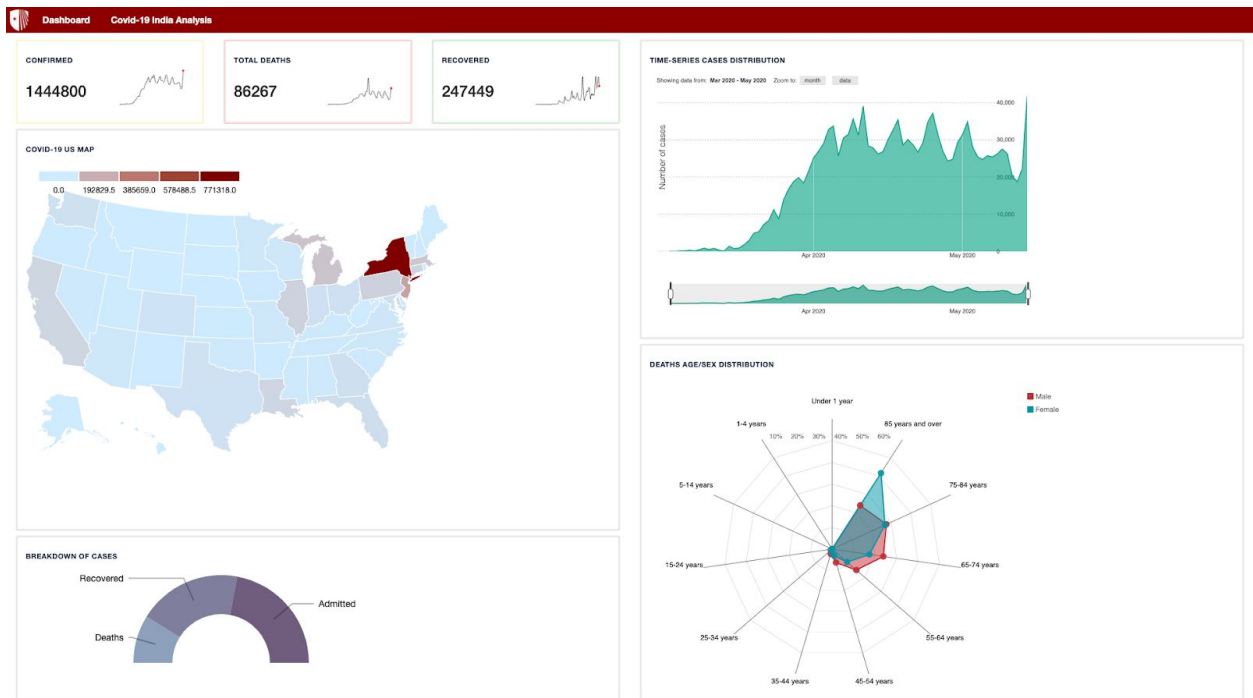 Dashboard Covid-19 India Analysis
CONFIRMED
1444800
TOTAL DEATHS
86267
RECOVERED
247449
COVID-19 US MAP
0.0 192829.5 385659.0 578488.5 771318.0
BREAKDOWN OF CASES
Recovered
Admitted
Deaths
TIME-SERIES CASES DISTRIBUTION
Showing data from: Mar 2020 - May 2020 Zoom to: month data
Number of cases
40,000
30,000
20,000
10,000
0
Apr 2020 May 2020
Apr 2020 May 2020
DEATHS AGE/SEX DISTRIBUTION
Male
Female
Under 1 year
1-4 years
85 years and over
10% 20% 30% 40% 50% 60%
5-14 years
75-84 years
15-24 years
65-74 years
25-34 years
55-64 years
35-44 years
45-54 years